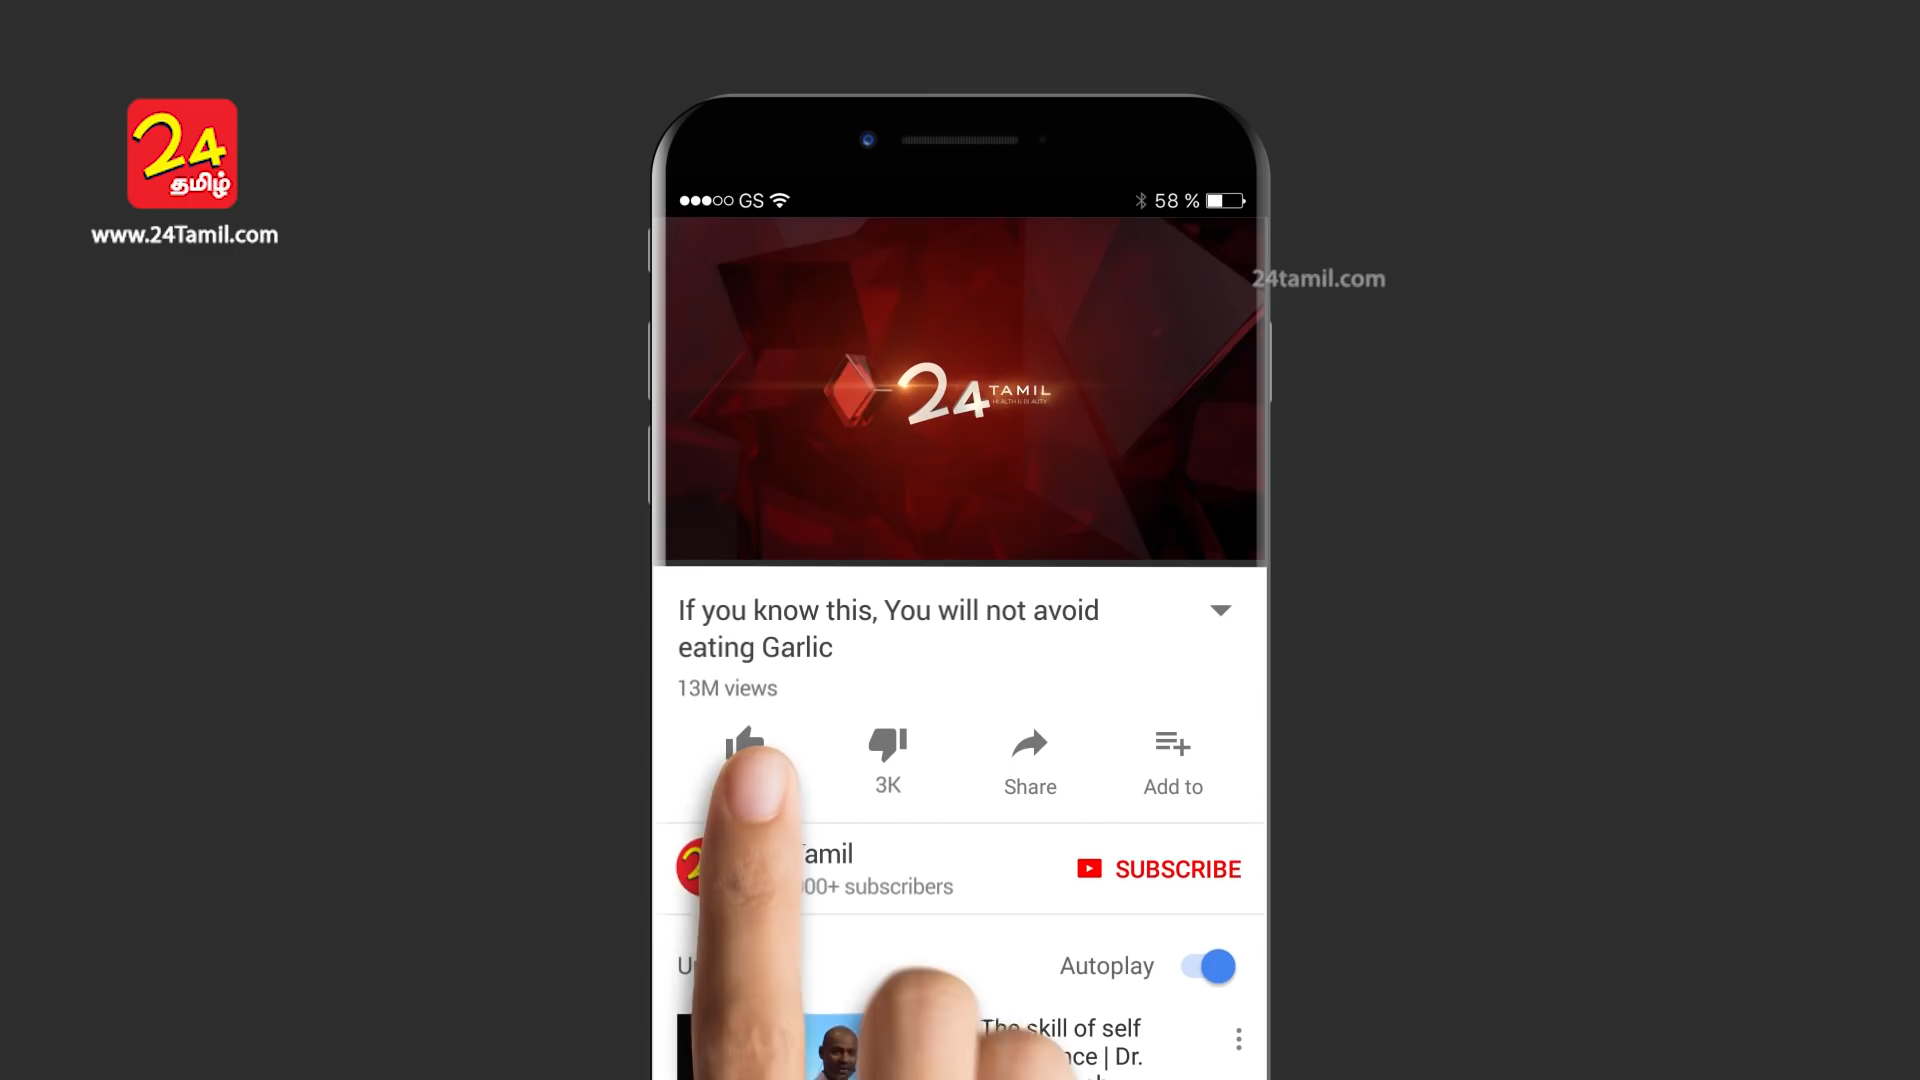 24
தமிழ்
www.24Tamil.com
GS
58 %
24tamil.com
24 TAMIL
HEALTH & BEAUTY
If you know this, You will not avoid
eating Garlic
13M views
3K
Share
Add to
amil
00+ subscribers
SUBSCRIBE
Autoplay
The skill of self
nce | Dr.